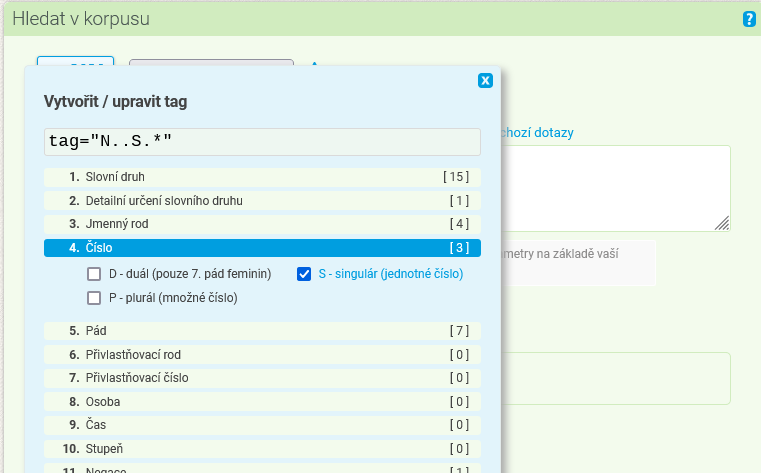 Hledat v korpusu
?
x
Vytvořit / upravit tag
tag="N..S.*"
chozí dotazy
1. Slovní druh [ 15 ]
2. Detailní určení slovního druhu [ 1 ]
3. Jmenný rod [ 4 ]
4. Číslo [ 3 ]
metry na základě vaší
D - duál (pouze 7. pád feminin) S - singulár (jednotné číslo)
P - plurál (množné číslo)
5. Pád [ 7 ]
6. Přivlastňovací rod [ 0 ]
7. Přivlastňovací číslo [ 0 ]
8. Osoba [ 0 ]
9. Čas [ 0 ]
10. Stupeň [ 0 ]
11. Negace [ 1 ]